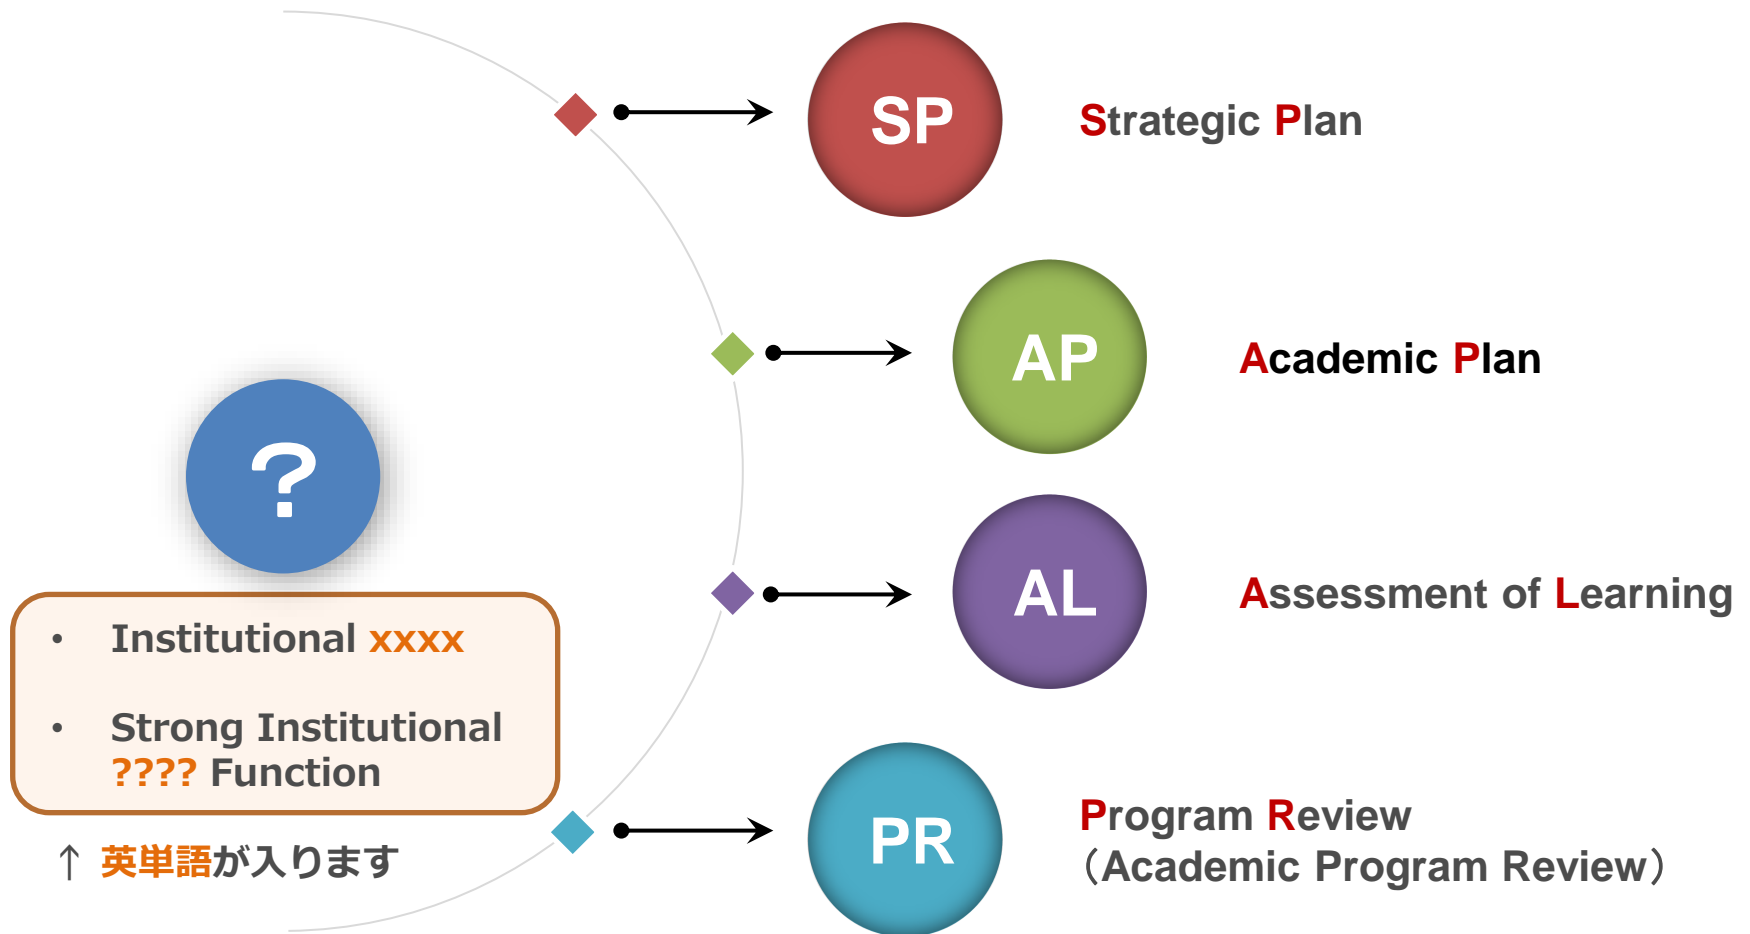 SP
Strategic Plan
AP
Academic Plan
?
AL
Assessment of Learning
• Institutional xxxx
• Strong Institutional
???? Function
↑ 英単語が入ります
PR
Program Review
（Academic Program Review）